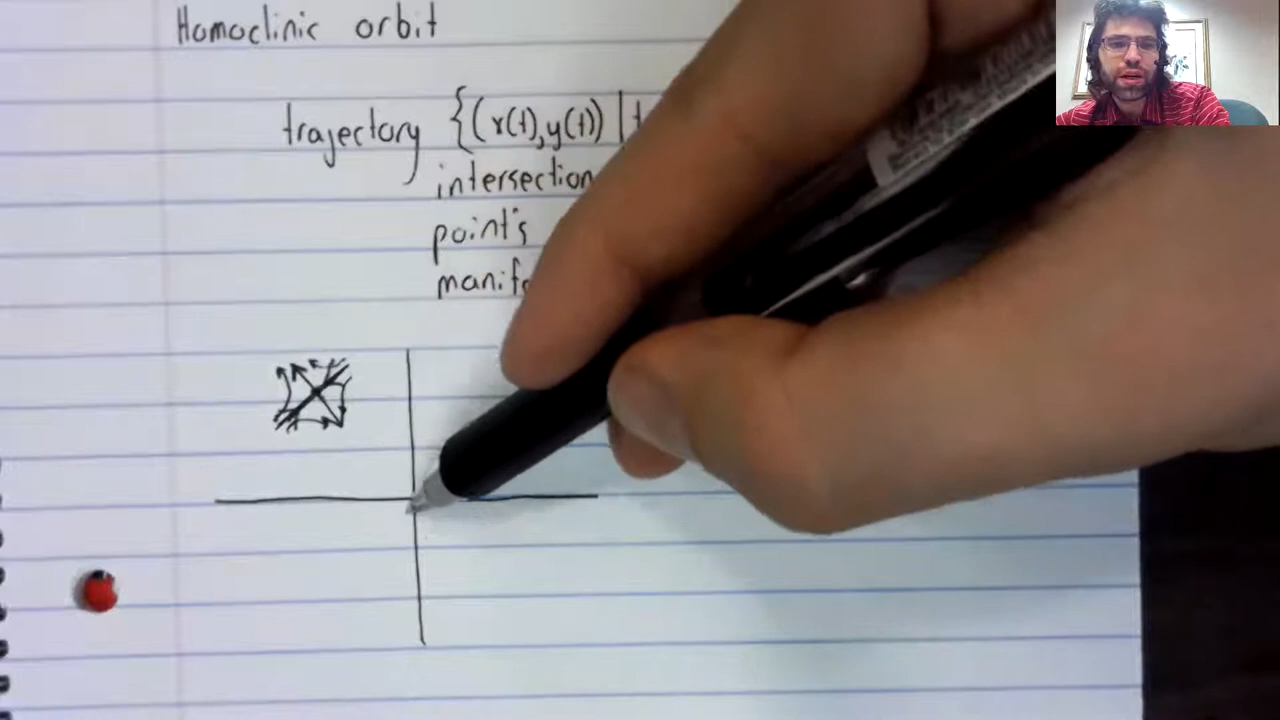 Homoclinic orbit
trajectory {(x(t),y(t)) | t
intersection
point's
manif